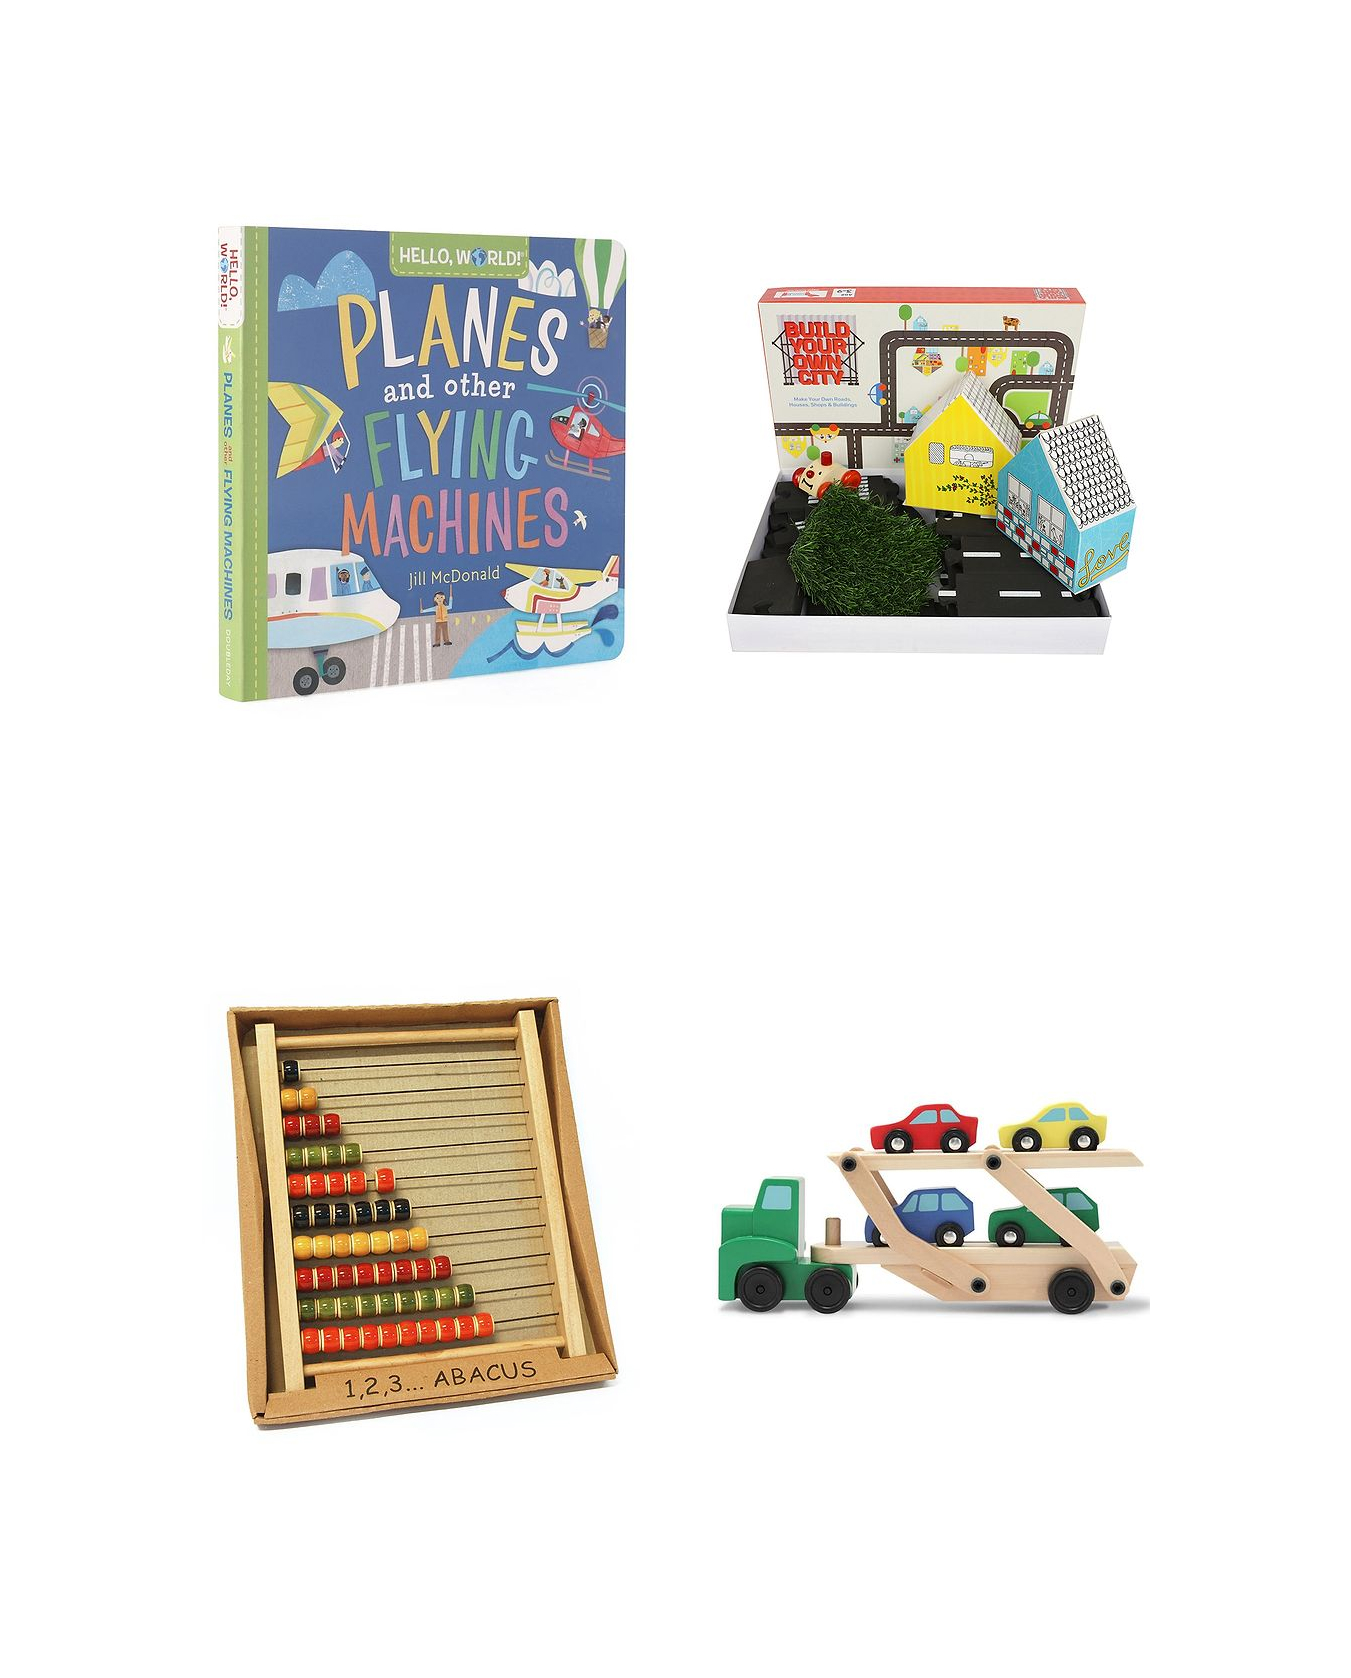 HELLO, WORLD!
PLANES
and other
FLYING
MACHINES
Jill McDonald
HELLO, WORLD!
PLANES and other FLYING MACHINES
DOUBLEDAY
BUILD
YOUR
OWN
CITY
Make Your Own Roads,
Houses, Shops & Buildings
Love
1,2,3... ABACUS